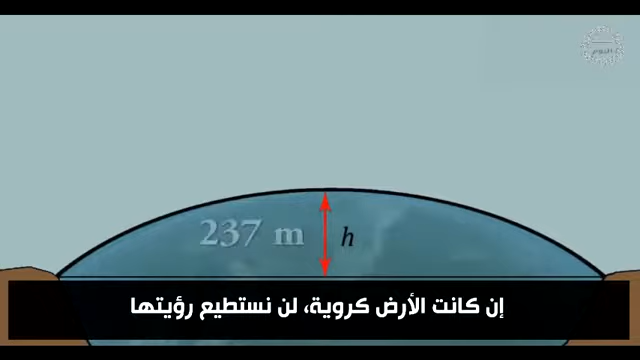 237 m
h
إن كانت الأرض كروية، لن نستطيع رؤيتها